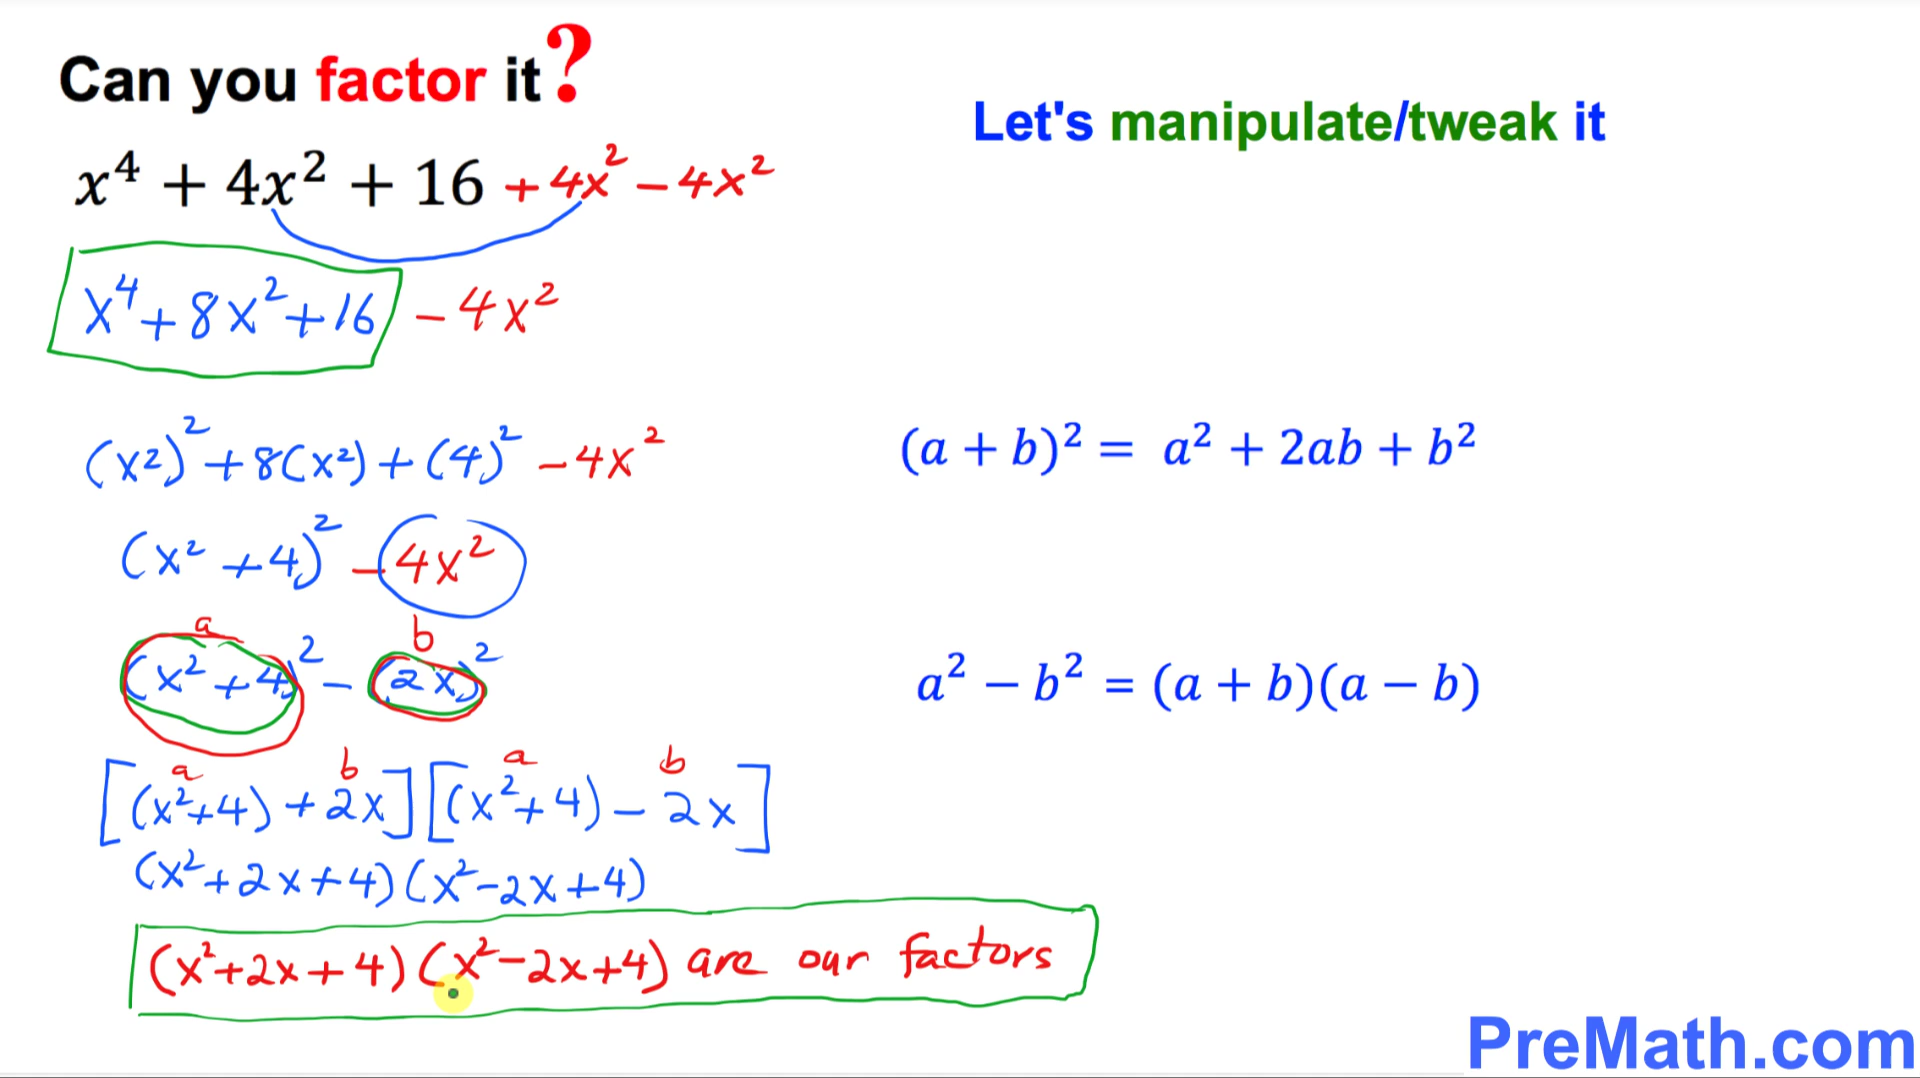 Can you factor it?
Let's manipulate/tweak it
x⁴ + 4x² + 16 + 4x² − 4x²
x⁴ + 8x² + 16 − 4x²
(x²)² + 8(x²) + (4)² − 4x²
(a + b)² = a² + 2ab + b²
(x² + 4)² − 4x²
a b
(x² + 4)² − (2x)²
a² − b² = (a + b)(a − b)
a b a b
[(x²+4) + 2x][(x²+4) − 2x]
(x²+2x+4)(x²−2x+4)
(x²+2x+4)(x²−2x+4) are our factors
PreMath.com